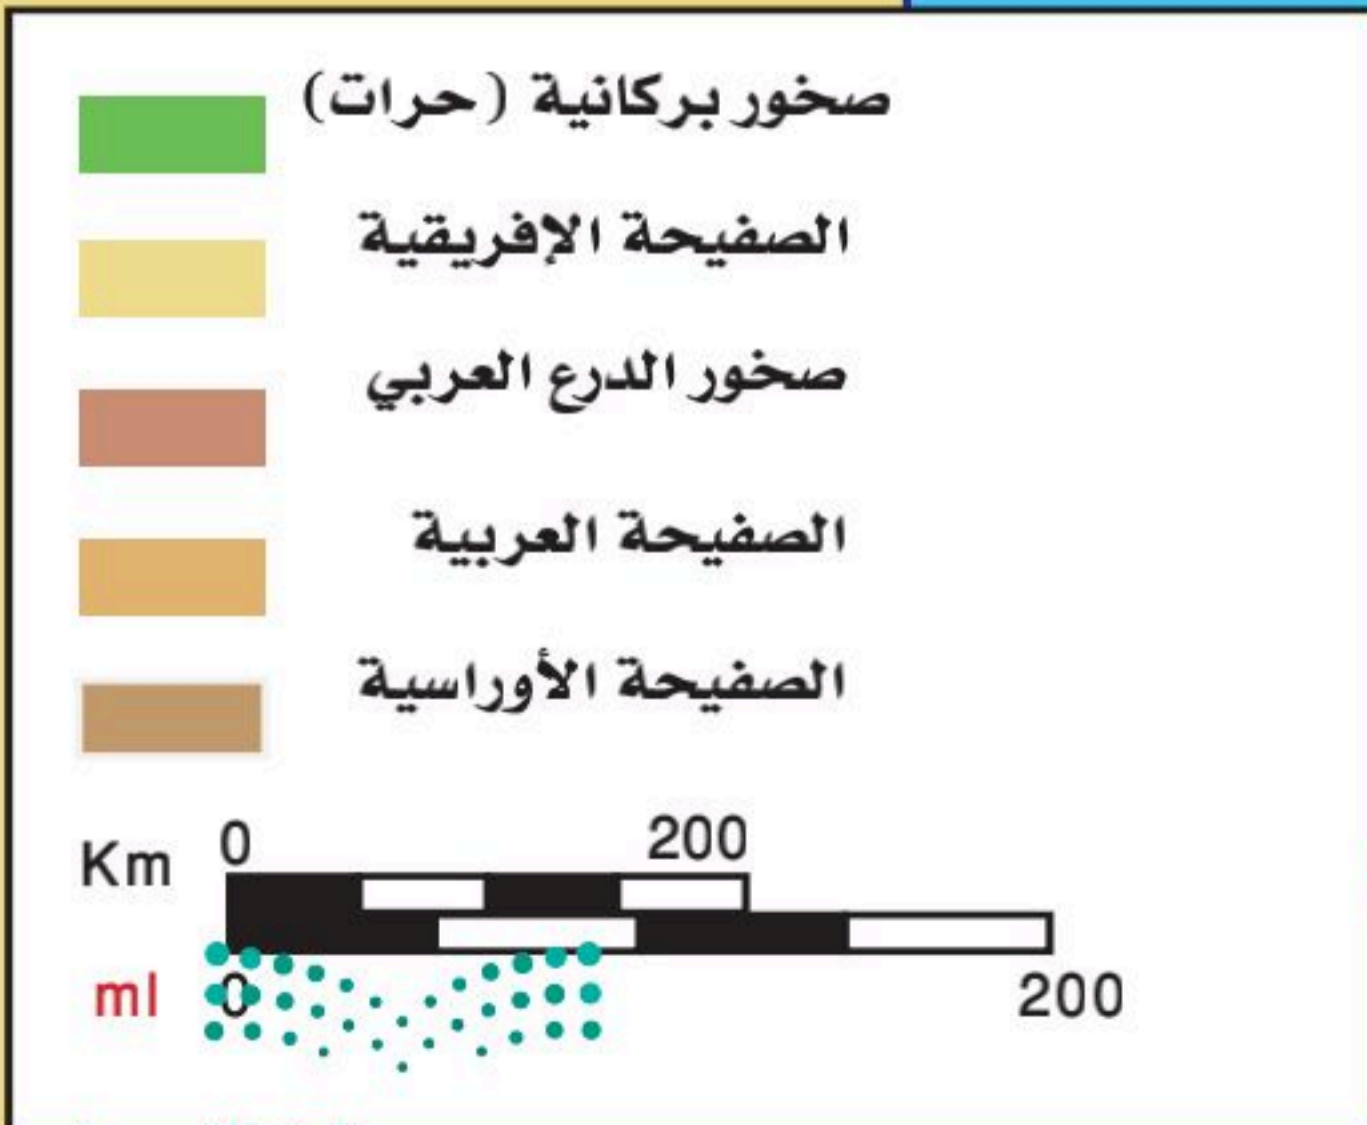 صخور بركانية (حرات)
الصفيحة الإفريقية
صخور الدرع العربي
الصفيحة العربية
الصفيحة الأوراسية
Km 0 200
ml 0 200